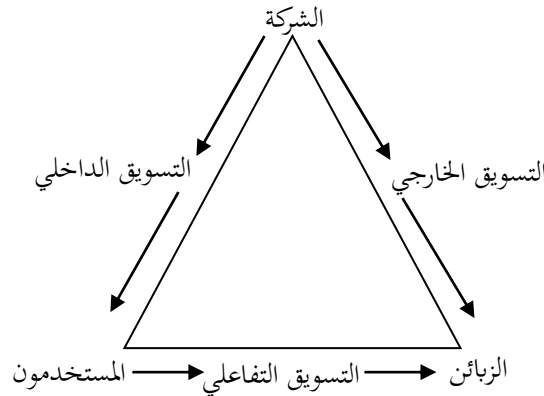 الشركة
التسويق الخارجي
التسويق الداخلي
الزبائن
التسويق التفاعلي
المستخدمون